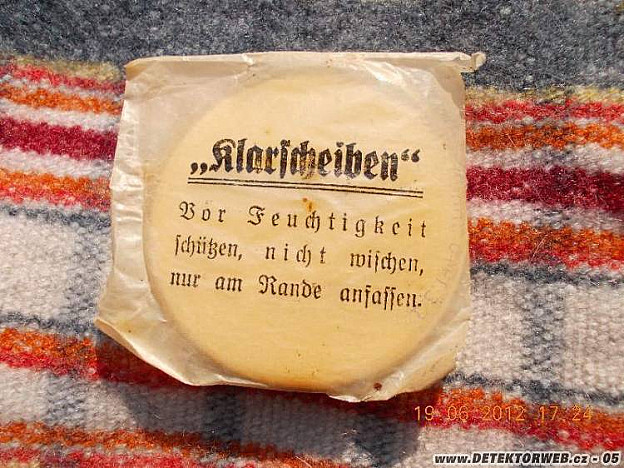 „Klarscheiben“
Vor Feuchtigkeit
schützen, nicht wischen,
nur am Rande anfassen.
19.06.2012 17:24
www.DETEKTORWEB.cz - 05